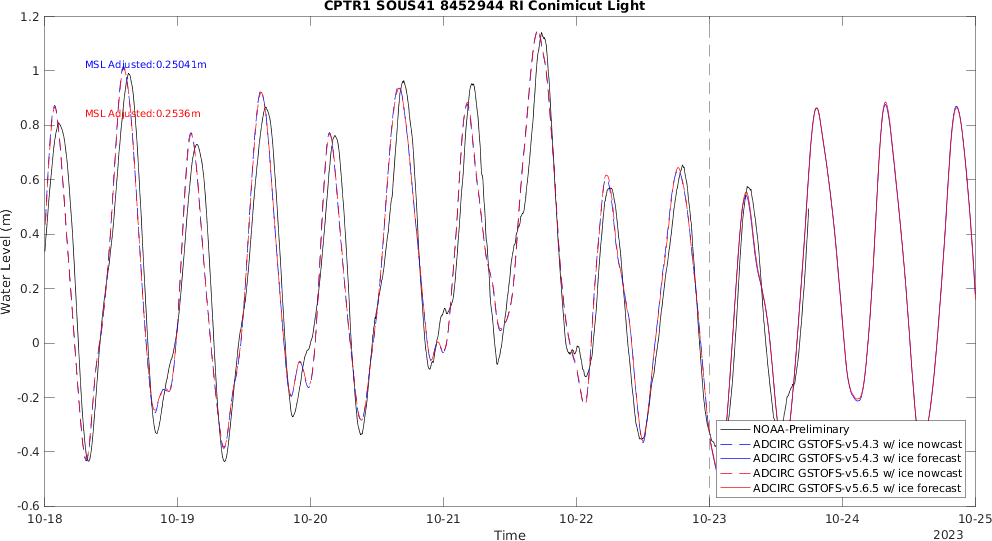 CPTR1 SOUS41 8452944 RI Conimicut Light
1.2
1
0.8
0.6
0.4
0.2
0
-0.2
-0.4
-0.6
Water Level (m)
MSL Adjusted:0.25041m
MSL Adjusted:0.2536m
NOAA-Preliminary
ADCIRC GSTOFS-v5.4.3 w/ ice nowcast
ADCIRC GSTOFS-v5.4.3 w/ ice forecast
ADCIRC GSTOFS-v5.6.5 w/ ice nowcast
ADCIRC GSTOFS-v5.6.5 w/ ice forecast
10-18 10-19 10-20 10-21 10-22 10-23 10-24 10-25
Time
2023